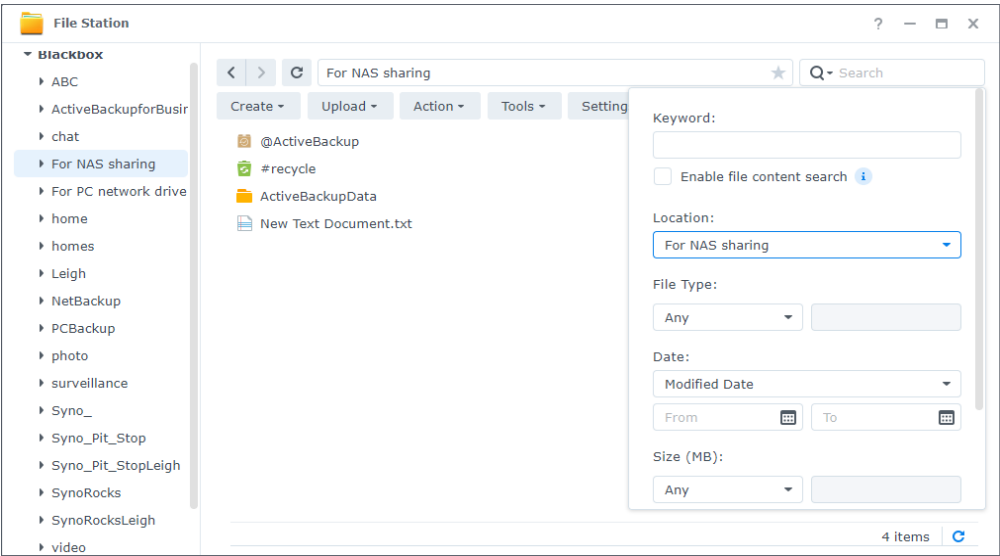 File Station
Blackbox
ABC
ActiveBackupforBusir
chat
For NAS sharing
For PC network drive
home
homes
Leigh
NetBackup
PCBackup
photo
surveillance
Syno_
Syno_Pit_Stop
Syno_Pit_StopLeigh
SynoRocks
SynoRocksLeigh
video
For NAS sharing
Search
Create
Upload
Action
Tools
Setting
@ActiveBackup
#recycle
ActiveBackupData
New Text Document.txt
Keyword:
Enable file content search
Location:
For NAS sharing
File Type:
Any
Date:
Modified Date
From
To
Size (MB):
Any
4 items